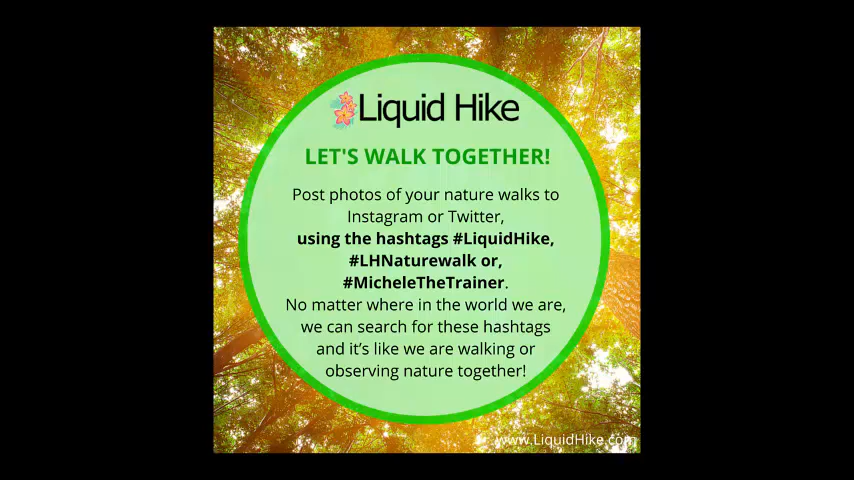 Liquid Hike
LET'S WALK TOGETHER!
Post photos of your nature walks to
Instagram or Twitter,
using the hashtags #LiquidHike,
#LHNaturewalk or,
#MicheleTheTrainer.
No matter where in the world we are,
we can search for these hashtags
and it’s like we are walking or
observing nature together!
www.LiquidHike.com